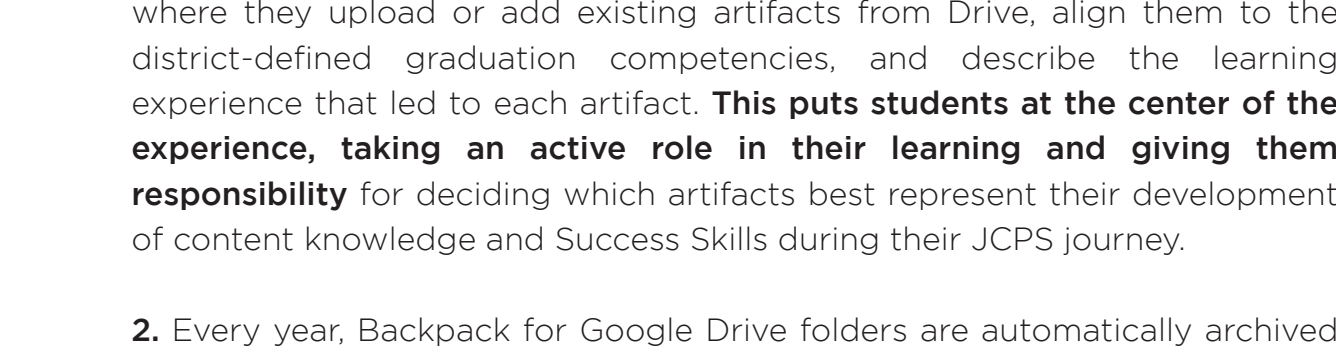 where they upload or add existing artifacts from Drive, align them to the
district-defined graduation competencies, and describe the learning
experience that led to each artifact. This puts students at the center of the
experience, taking an active role in their learning and giving them
responsibility for deciding which artifacts best represent their development
of content knowledge and Success Skills during their JCPS journey.
2. Every year, Backpack for Google Drive folders are automatically archived